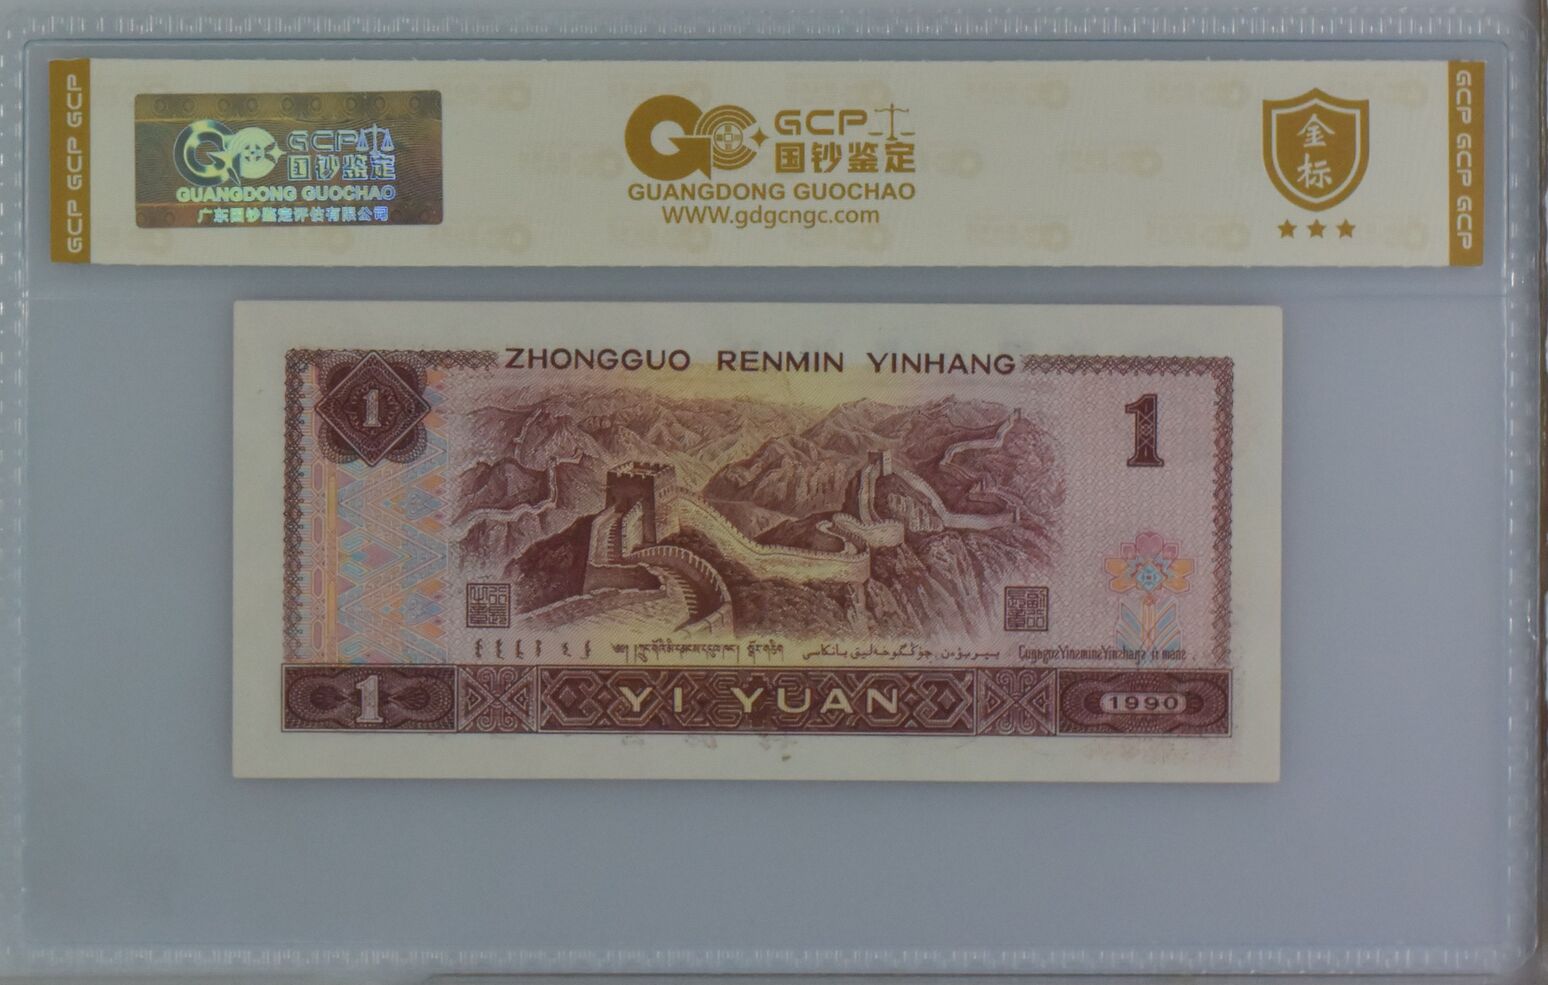 GCP GCP GCP
GCP
国钞鉴定
GUANGDONG GUOCHAO
广东国钞鉴定评估有限公司
GCP
国钞鉴定
GUANGDONG GUOCHAO
WWW.gdgcngc.com
金标
GCP GCP GCP
ZHONGGUO RENMIN YINHANG
1
1
1
YI YUAN
1990